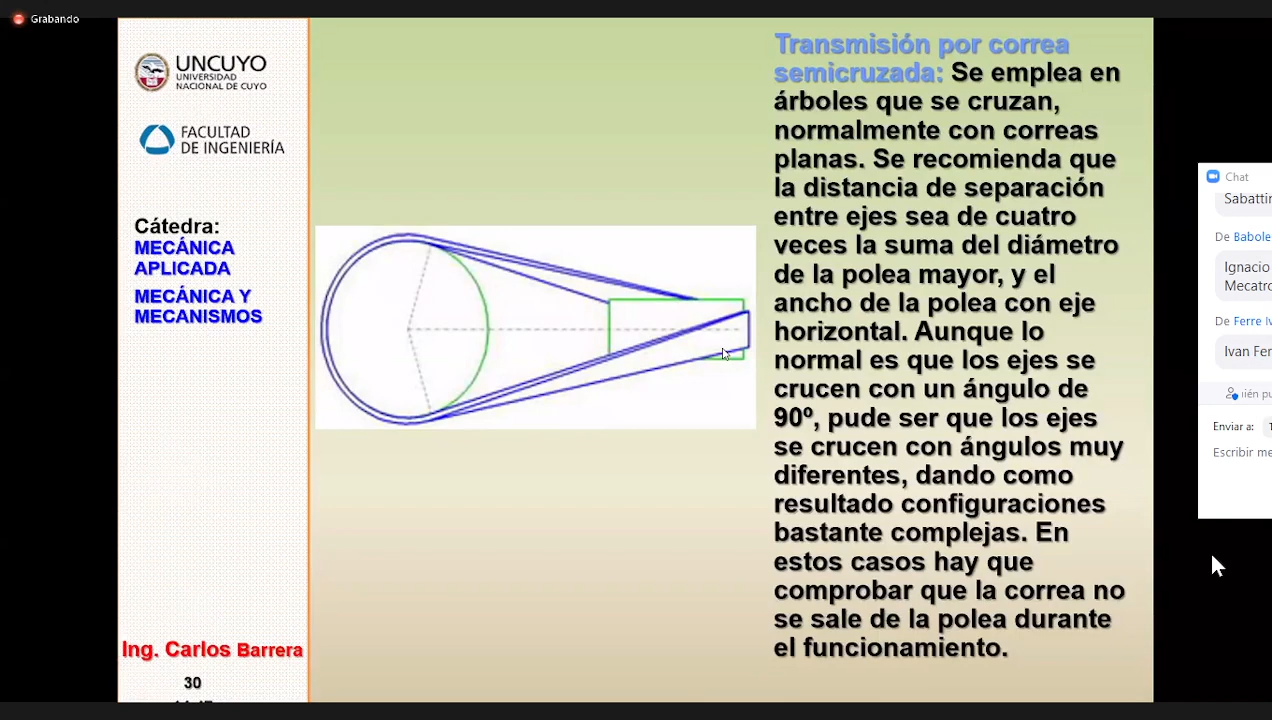 Grabando
UNCUYO
UNIVERSIDAD
NACIONAL DE CUYO
FACULTAD
DE INGENIERÍA
Cátedra:
MECÁNICA
APLICADA
MECÁNICA Y
MECANISMOS
Ing. Carlos Barrera
30
Transmisión por correa
semicruzada: Se emplea en
árboles que se cruzan,
normalmente con correas
planas. Se recomienda que
la distancia de separación
entre ejes sea de cuatro
veces la suma del diámetro
de la polea mayor, y el
ancho de la polea con eje
horizontal. Aunque lo
normal es que los ejes se
crucen con un ángulo de
90º, pude ser que los ejes
se crucen con ángulos muy
diferentes, dando como
resultado configuraciones
bastante complejas. En
estos casos hay que
comprobar que la correa no
se sale de la polea durante
el funcionamiento.
Chat
De
Ignacio
De Ferre
Enviar a:
Escribir